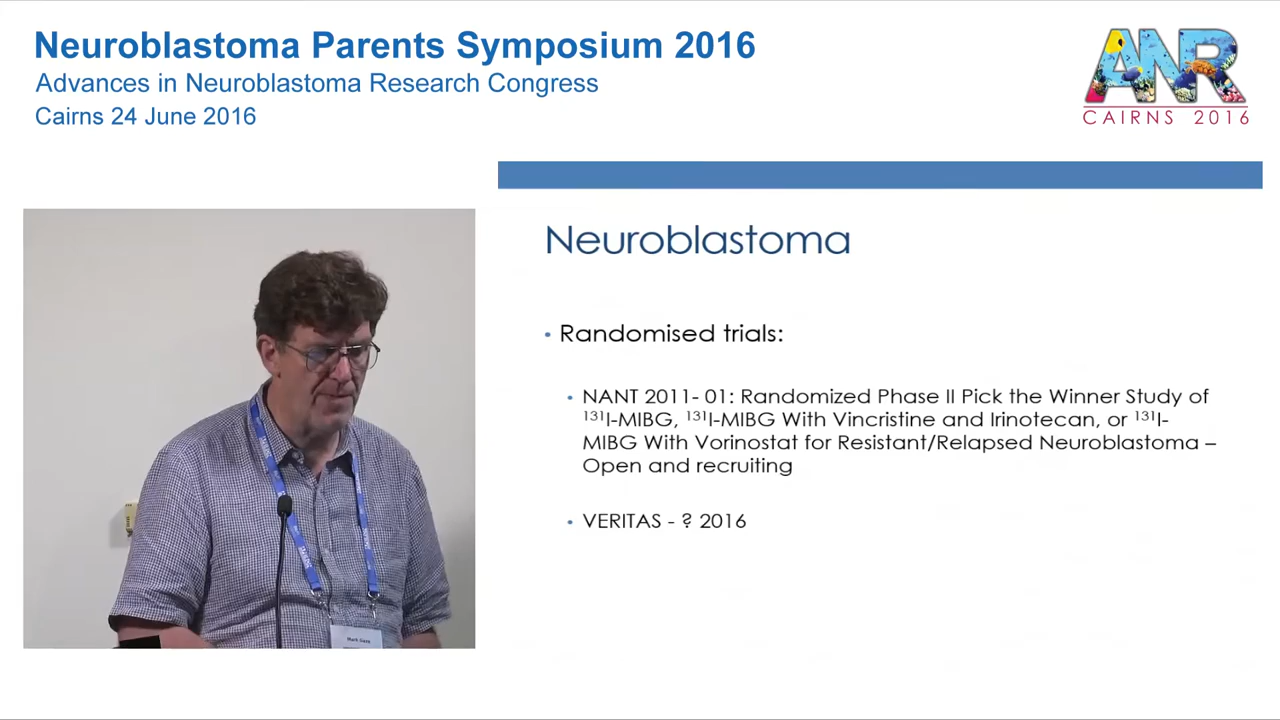 Neuroblastoma Parents Symposium 2016
Advances in Neuroblastoma Research Congress
Cairns 24 June 2016
ANR
CAIRNS 2016
Neuroblastoma
• Randomised trials:
• NANT 2011- 01: Randomized Phase II Pick the Winner Study of
¹³¹I-MIBG, ¹³¹I-MIBG With Vincristine and Irinotecan, or ¹³¹I-
MIBG With Vorinostat for Resistant/Relapsed Neuroblastoma –
Open and recruiting
• VERITAS - ? 2016